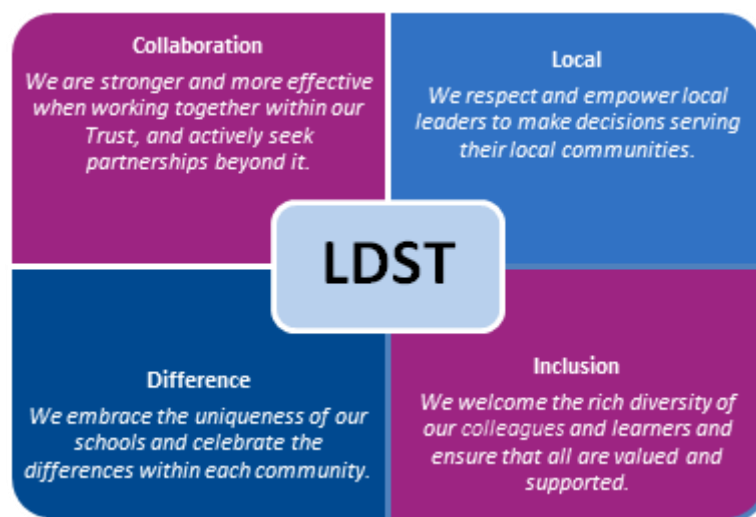 Collaboration
We are stronger and more effective
when working together within our
Trust, and actively seek
partnerships beyond it.
Local
We respect and empower local
leaders to make decisions serving
their local communities.
LDST
Difference
We embrace the uniqueness of our
schools and celebrate the
differences within each community.
Inclusion
We welcome the rich diversity of
our colleagues and learners and
ensure that all are valued and
supported.